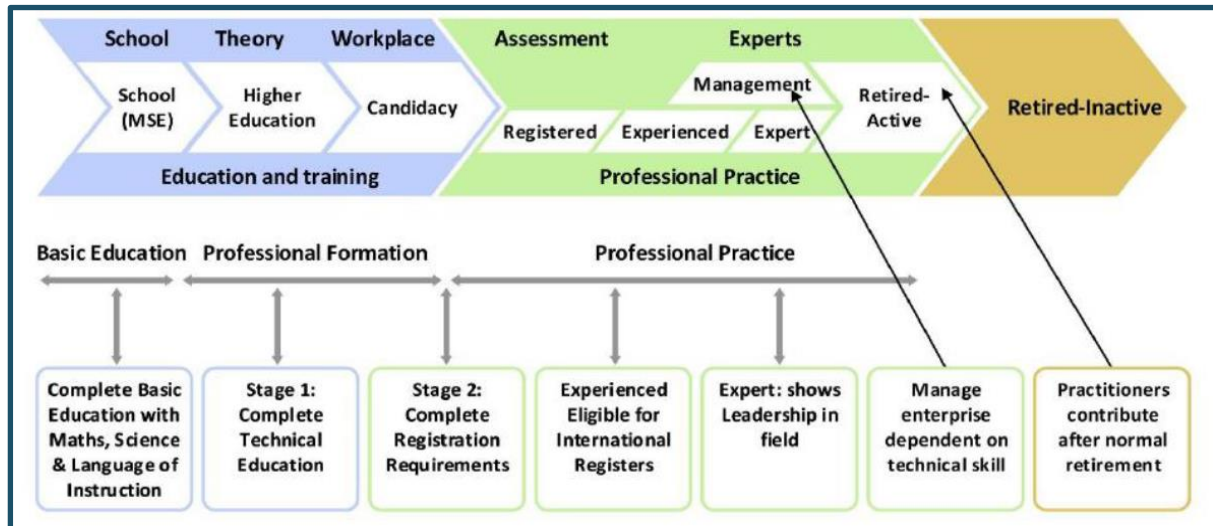 School Theory Workplace Assessment Experts
School
(MSE)
Higher
Education
Candidacy
Management
Registered Experienced Expert
Retired-
Active
Retired-Inactive
Education and training Professional Practice
Basic Education Professional Formation Professional Practice
Complete Basic
Education with
Maths, Science
& Language of
Instruction
Stage 1:
Complete
Technical
Education
Stage 2:
Complete
Registration
Requirements
Experienced
Eligible for
International
Registers
Expert: shows
Leadership in
field
Manage
enterprise
dependent on
technical skill
Practitioners
contribute
after normal
retirement